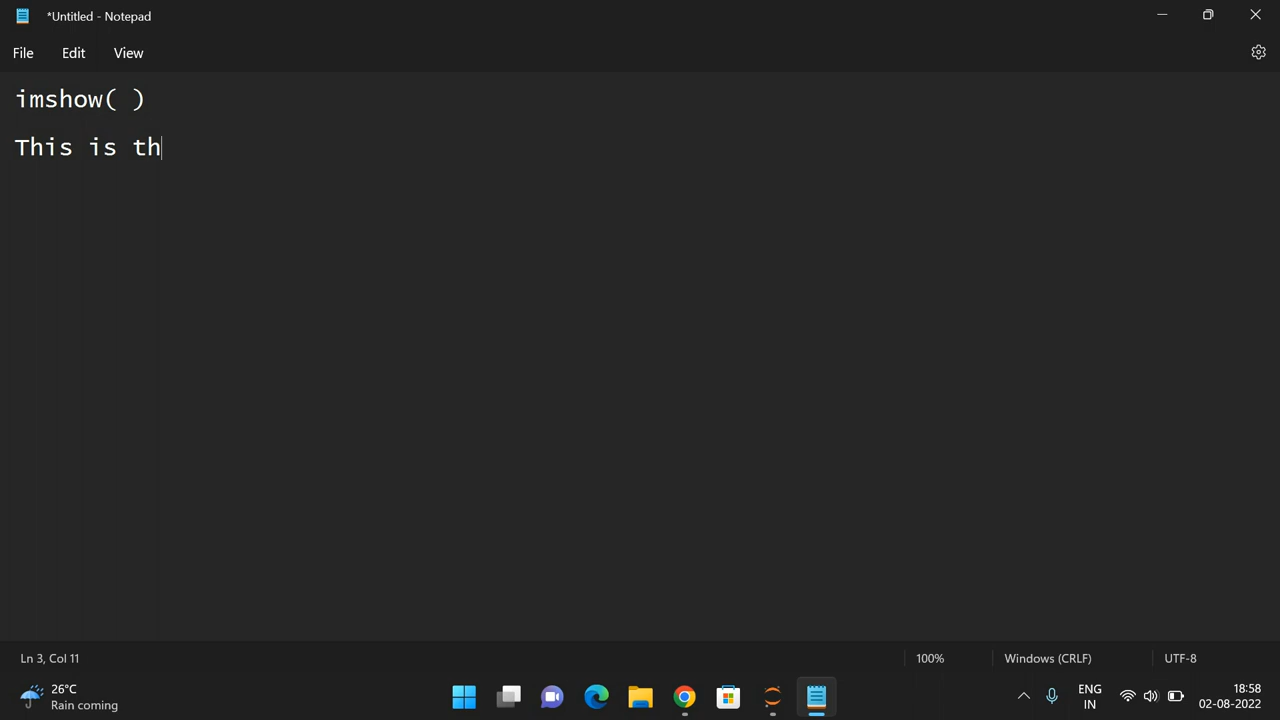 *Untitled - Notepad
File Edit View
imshow( )
This is th
Ln 3, Col 11 100% Windows (CRLF) UTF-8
26°C
Rain coming
ENG
IN
18:58
02-08-2022